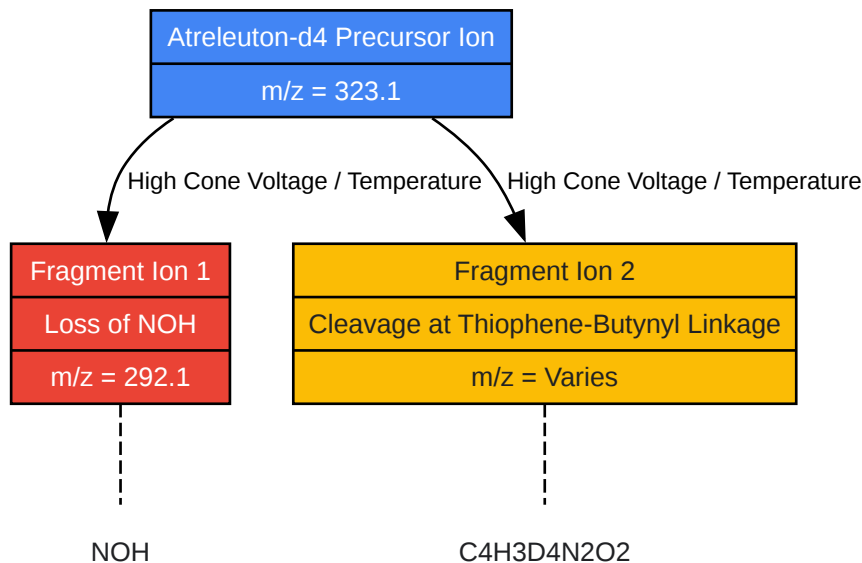 Atreleuton-d4 Precursor Ion
m/z = 323.1
High Cone Voltage / Temperature
High Cone Voltage / Temperature
Fragment Ion 1
Loss of NOH
m/z = 292.1
Fragment Ion 2
Cleavage at Thiophene-Butynyl Linkage
m/z = Varies
NOH
C4H3D4N2O2